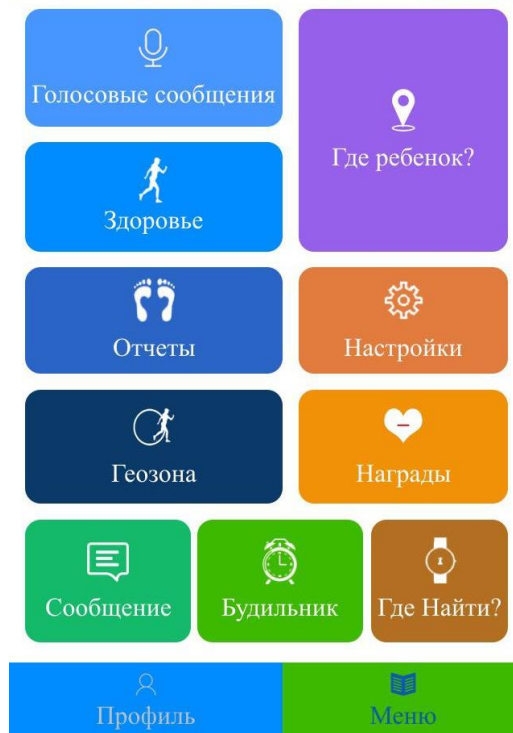 Голосовые сообщения
Где ребенок?
Здоровье
Отчеты
Настройки
Геозона
Награды
Сообщение
Будильник
Где Найти?
Профиль
Меню